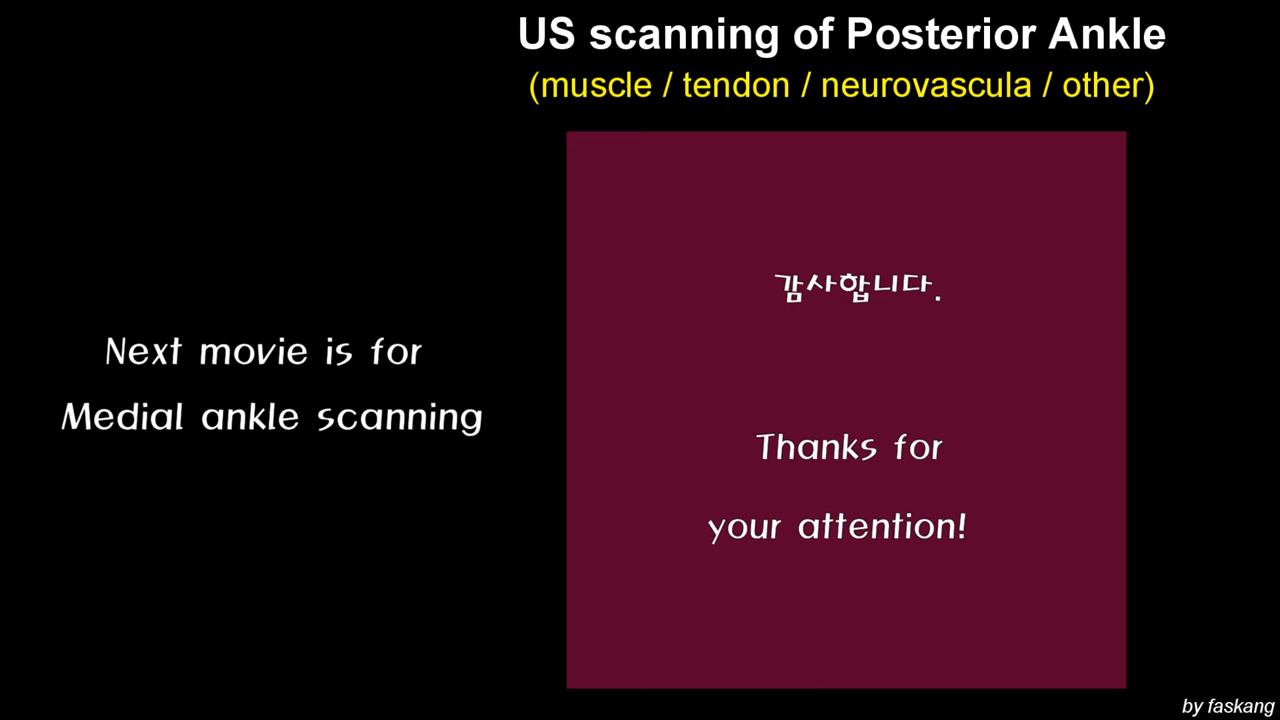 US scanning of Posterior Ankle
(muscle / tendon / neurovascula / other)
Next movie is for
Medial ankle scanning
감사합니다.
Thanks for
your attention!
by faskang